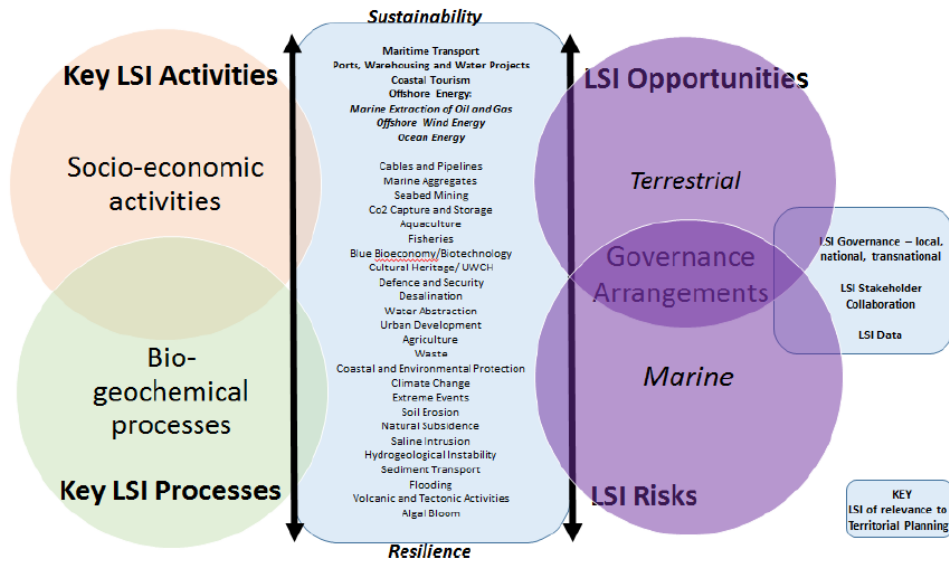 Sustainability
Key LSI Activities
Socio-economic
activities
Bio-
geochemical
processes
Key LSI Processes
Maritime Transport
Ports, Warehousing and Water Projects
Coastal Tourism
Offshore Energy:
Marine Extraction of Oil and Gas
Offshore Wind Energy
Ocean Energy
Cables and Pipelines
Marine Aggregates
Seabed Mining
Co2 Capture and Storage
Aquaculture
Fisheries
Blue Bioeconomy/Biotechnology
Cultural Heritage/ UWCH
Defence and Security
Desalination
Water Abstraction
Urban Development
Agriculture
Waste
Coastal and Environmental Protection
Climate Change
Extreme Events
Soil Erosion
Natural Subsidence
Saline Intrusion
Hydrogeological Instability
Sediment Transport
Flooding
Volcanic and Tectonic Activities
Algal Bloom
Resilience
LSI Opportunities
Terrestrial
Governance
Arrangements
Marine
LSI Risks
LSI Governance – local,
national, transnational
LSI Stakeholder
Collaboration
LSI Data
KEY
LSI of relevance to
Territorial Planning